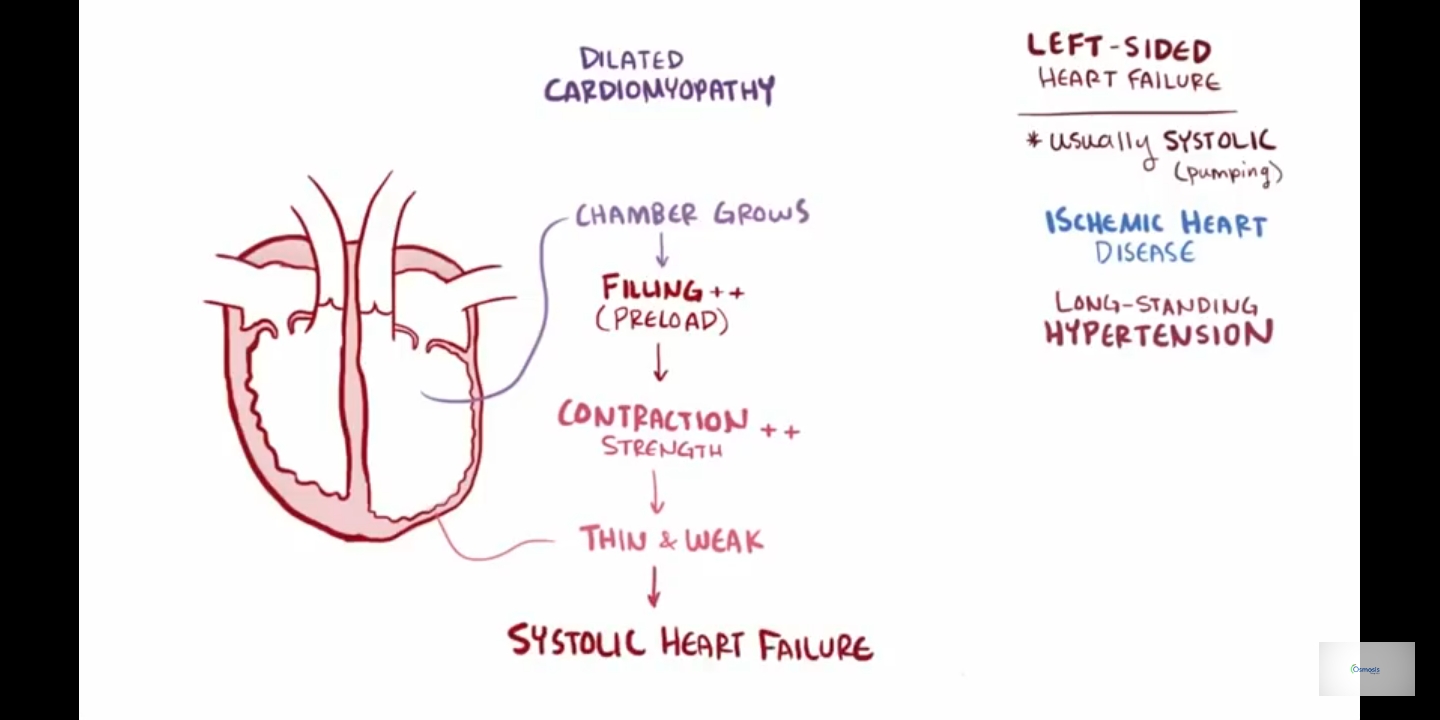 DILATED
CARDIOMYOPATHY
CHAMBER GROWS
FILLING ++
(PRELOAD)
CONTRACTION ++
STRENGTH
THIN & WEAK
SYSTOLIC HEART FAILURE
LEFT-SIDED
HEART FAILURE
* usually SYSTOLIC
(pumping)
ISCHEMIC HEART
DISEASE
LONG-STANDING
HYPERTENSION
Osmosis